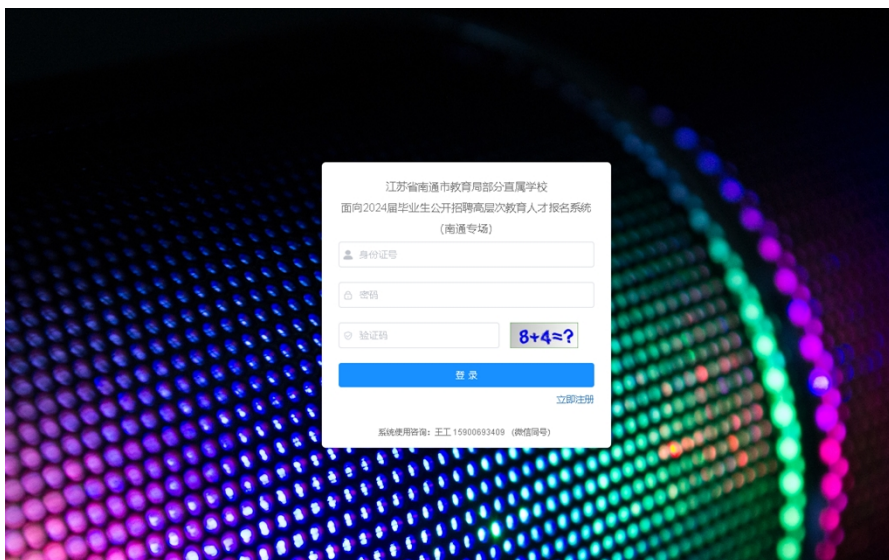 江苏省南通市教育局部分直属学校
面向2024届毕业生公开招聘高层次教育人才报名系统
(南通专场)
身份证号
密码
验证码
8+4=?
登 录
立即注册
系统使用咨询：王工 15900693409 (微信同号)